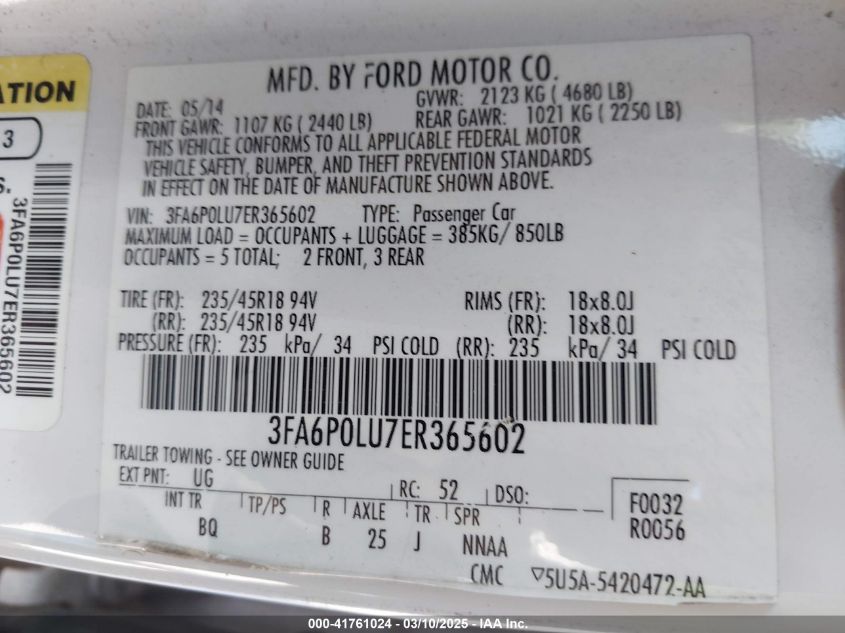 ATION
3
S.
3FA6P0LU7ER365602
MFD. BY FORD MOTOR CO.
DATE: 05/14 GVWR: 2123 KG ( 4680 LB)
FRONT GAWR: 1107 KG ( 2440 LB) REAR GAWR: 1021 KG ( 2250 LB)
THIS VEHICLE CONFORMS TO ALL APPLICABLE FEDERAL MOTOR
VEHICLE SAFETY, BUMPER, AND THEFT PREVENTION STANDARDS
IN EFFECT ON THE DATE OF MANUFACTURE SHOWN ABOVE.
VIN: 3FA6P0LU7ER365602 TYPE: Passenger Car
MAXIMUM LOAD = OCCUPANTS + LUGGAGE = 385KG/ 850LB
OCCUPANTS = 5 TOTAL; 2 FRONT, 3 REAR
TIRE (FR): 235/45R18 94V RIMS (FR): 18x8.0J
(RR): 235/45R18 94V (RR): 18x8.0J
PRESSURE (FR): 235 kPa/ 34 PSI COLD (RR): 235 kPa/ 34 PSI COLD
3FA6P0LU7ER365602
TRAILER TOWING - SEE OWNER GUIDE
EXT PNT: UG RC: 52 DSO:
INT TR TP/PS R AXLE TR SPR F0032
BQ B 25 J NNAA R0056
CMC ▽5U5A-5420472-AA
000-41761024 - 03/10/2025 - IAA Inc.